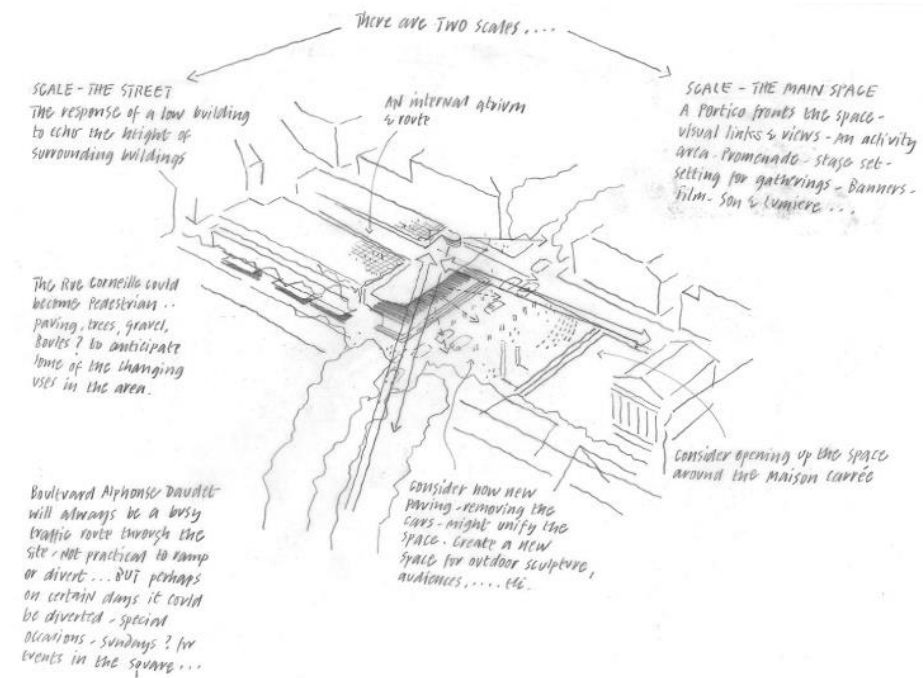 There are TWO scales....
SCALE - THE STREET
The response of a low building
to echo the height of
surrounding buildings
AN internal atrium
& route
SCALE - THE MAIN SPACE
A Portico fronts the space -
visual links & views - An activity
area - Promenade - stage set -
setting for gatherings - Banners -
film - Son & Lumiere ...
The Rue Corneille could
become Pedestrian ..
paving, trees, gravel,
Boules? to anticipate
some of the changing
uses in the area.
Boulevard Alphonse Daudet
will always be a busy
traffic route through the
site - Not practical to ramp
or divert ... BUT perhaps
on certain days it could
be diverted - special
occasions - Sundays? for
events in the square...
Consider how new
paving - removing the
cars - might unify the
space. Create a new
space for outdoor sculpture,
audiences, .... etc.
Consider opening up the space
around the Maison Carrée